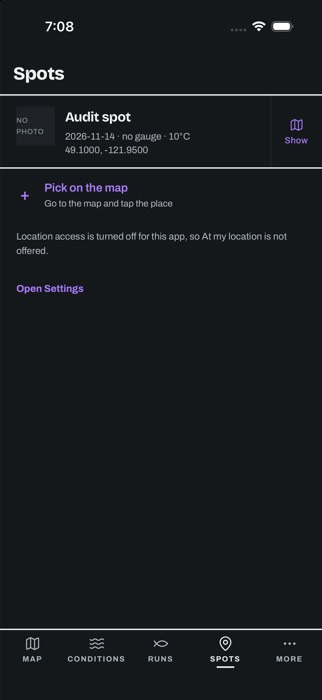 7:08
Spots
NO
PHOTO
Audit spot
2026-11-14 · no gauge · 10°C
49.1000, -121.9500
Show
+
Pick on the map
Go to the map and tap the place
Location access is turned off for this app, so At my location is not
offered.
Open Settings
MAP
CONDITIONS
RUNS
SPOTS
MORE